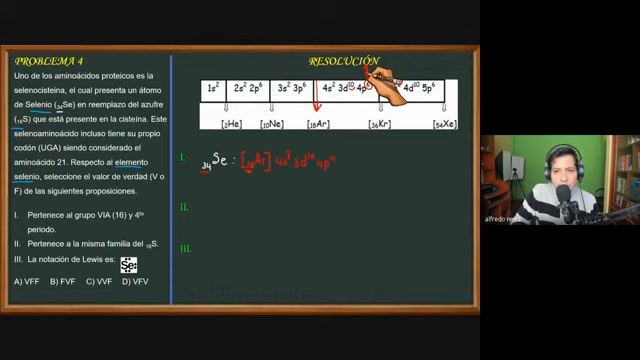 PROBLEMA 4
Uno de los aminoácidos proteicos es la
selenocisteina, el cual presenta un átomo
de Selenio (₃₄Se) en reemplazo del azufre
(₁₆S) que está presente en la cisteína. Este
selenoaminoácido incluso tiene su propio
codón (UGA) siendo considerado el
aminoácido 21. Respecto al elemento
selenio, seleccione el valor de verdad (V o
F) de las siguientes proposiciones.
I. Pertenece al grupo VIA (16) y 4to
periodo.
II. Pertenece a la misma familia del ₁₆S.
III. La notación de Lewis es: Se
A) VFF B) FVF C) VVF D) VFV
RESOLUCIÓN
1s² 2s² 2p⁶ 3s² 3p⁶ 4s² 3d¹⁰ 4p 4d¹⁰ 5p⁶
[₂He] [₁₀Ne] [₁₈Ar] [₃₆Kr] [₅₄Xe]
I. ₃₄Se : [₁₈Ar] 4s² 3d¹⁰ 4p⁴
II.
III.